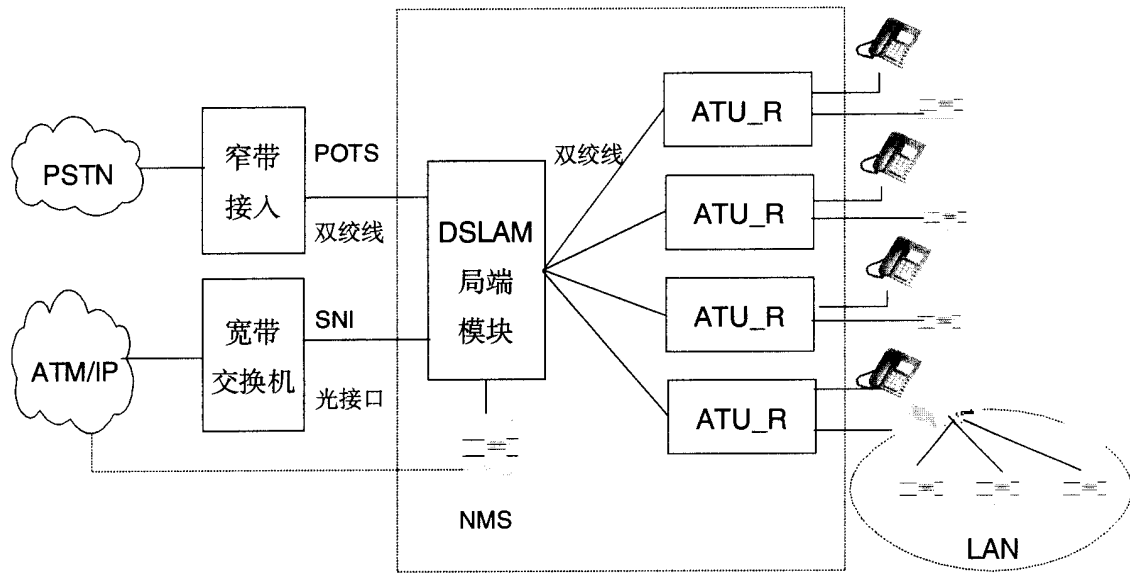 PSTN
窄带
接入
POTS
双绞线
ATM/IP
宽带
交换机
SNI
光接口
DSLAM
局端
模块
NMS
双绞线
ATU_R
ATU_R
ATU_R
ATU_R
LAN